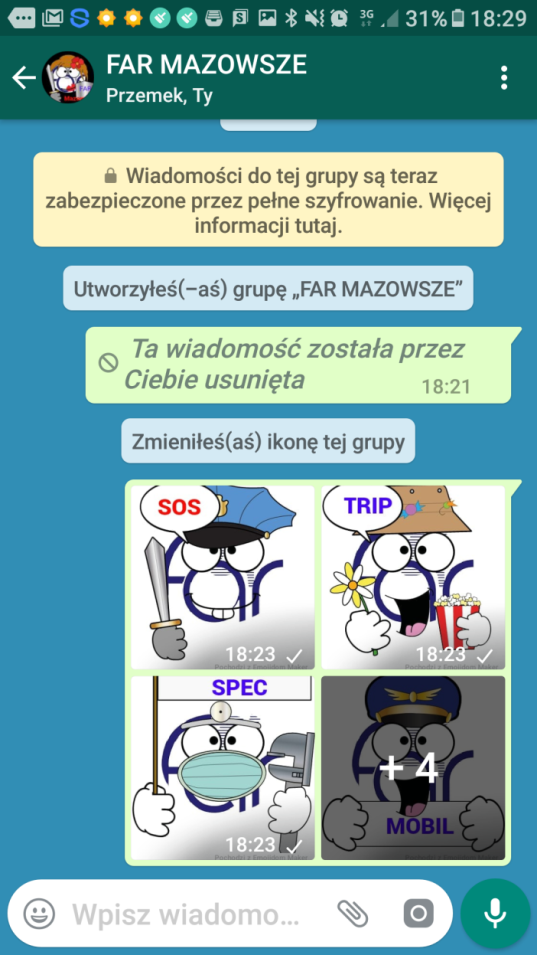 3G
31%
18:29
FAR MAZOWSZE
Przemek, Ty
Wiadomości do tej grupy są teraz
zabezpieczone przez pełne szyfrowanie. Więcej
informacji tutaj.
Utworzyłeś(–aś) grupę „FAR MAZOWSZE”
Ta wiadomość została przez
Ciebie usunięta
18:21
Zmieniłeś(aś) ikonę tej grupy
SOS
far
18:23
TRIP
far
18:23
SPEC
far
18:23
far
+ 4
MOBIL
Wpisz wiadomo...